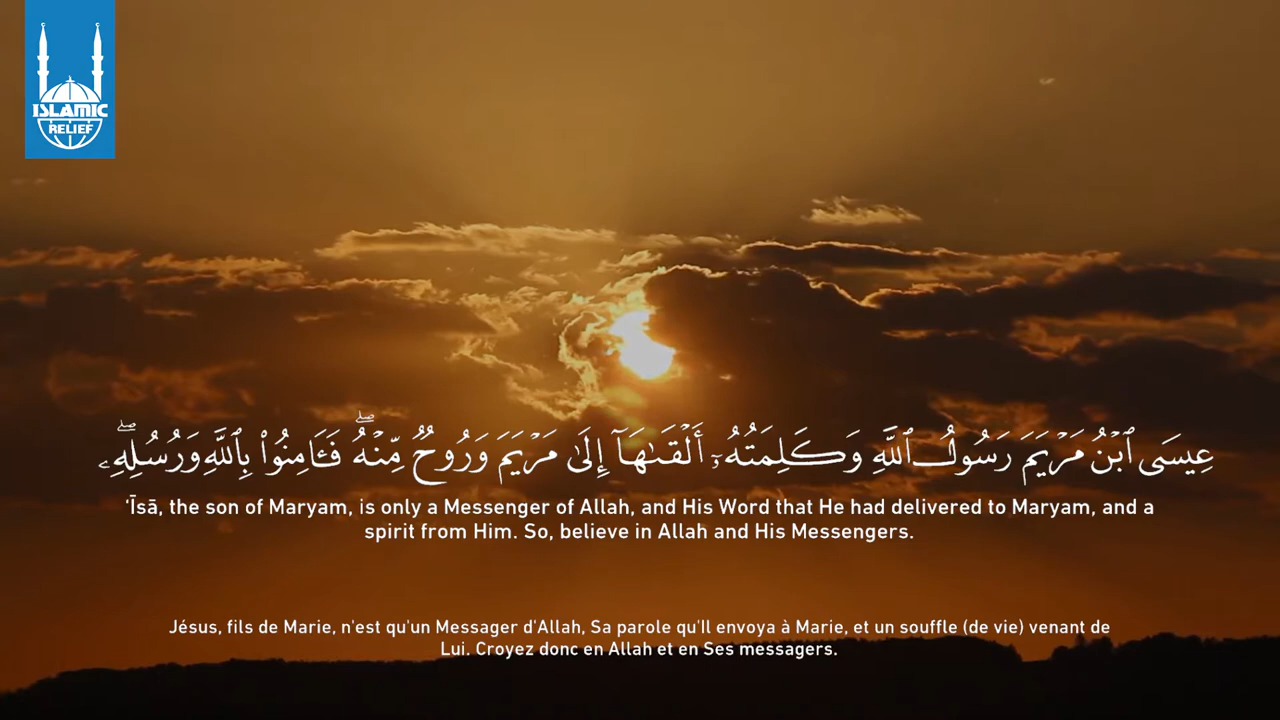 ISLAMIC
RELIEF
عِيسَى ٱبْنُ مَرْيَمَ رَسُولُ ٱللَّهِ وَكَلِمَتُهُۥٓ أَلْقَىٰهَآ إِلَىٰ مَرْيَمَ وَرُوحٌ مِّنْهُ ۖ فَـَٔامِنُوا۟ بِٱللَّهِ وَرُسُلِهِۦ ۖ
‘Īsā, the son of Maryam, is only a Messenger of Allah, and His Word that He had delivered to Maryam, and a
spirit from Him. So, believe in Allah and His Messengers.
Jésus, fils de Marie, n'est qu'un Messager d'Allah, Sa parole qu'Il envoya à Marie, et un souffle (de vie) venant de
Lui. Croyez donc en Allah et en Ses messagers.